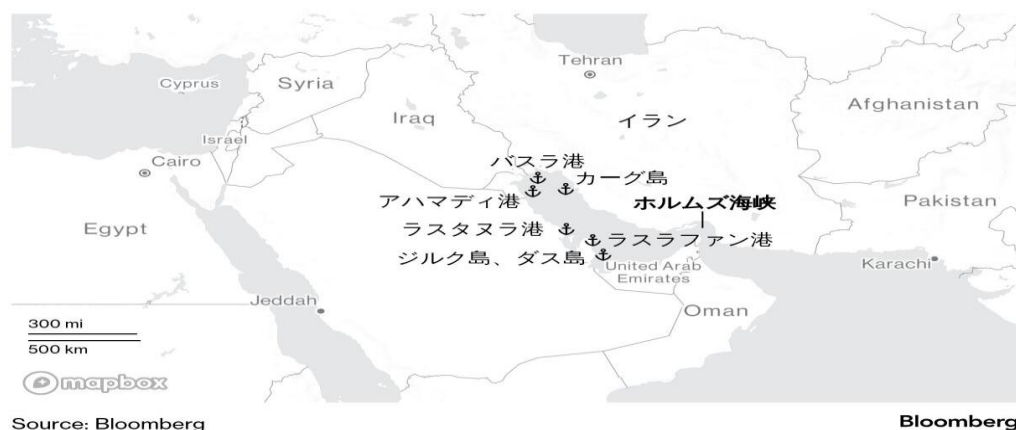 Tehran
Cyprus
Syria
Afghanistan
Iraq
イラン
Israel
バスラ港
Cairo
カーグ島
アハマディ港
ホルムズ海峡
Pakistan
Egypt
ラスタヌラ港
ラスラファン港
ジルク島、ダス島
United Arab
Emirates
Karachi
Jeddah
Oman
300 mi
500 km
mapbox
Source: Bloomberg
Bloomberg